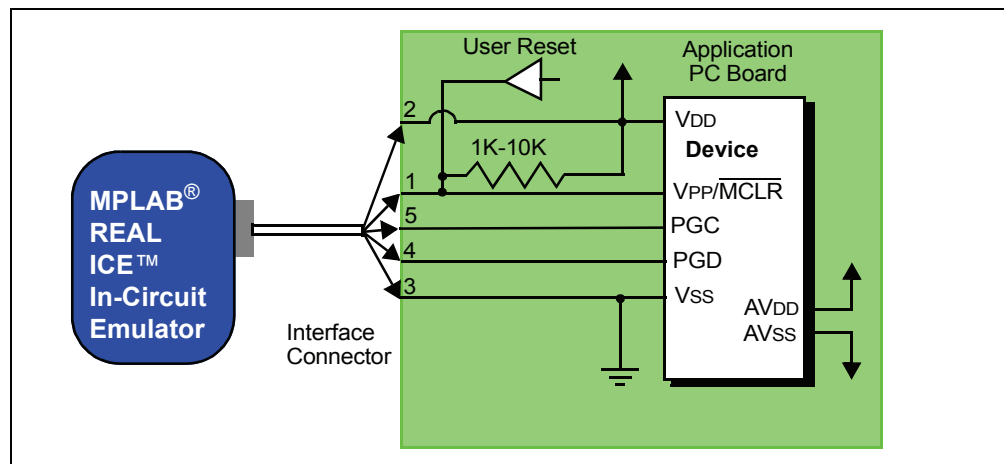 User Reset
Application
PC Board
2
VDD
Device
1K-10K
1
VPP/MCLR
MPLAB®
REAL
ICE™
In-Circuit
Emulator
5
PGC
4
PGD
3
VSS
Interface
Connector
AVDD
AVSS